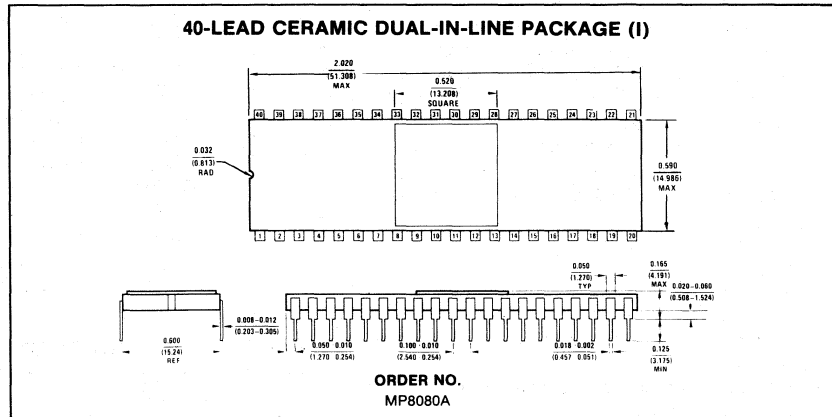 40-LEAD CERAMIC DUAL-IN-LINE PACKAGE (I)
2.020
(51.308)
MAX
0.520
(13.208)
SQUARE
40 39 38 37 36 35 34 33 32 31 30 29 28 27 26 25 24 23 22 21
0.032
(0.813)
RAD
0.590
(14.986)
MAX
1 2 3 4 5 6 7 8 9 10 11 12 13 14 15 16 17 18 19 20
0.050
(1.270)
TYP
0.165
(4.191)
MAX
0.020-0.060
(0.508-1.524)
0.008-0.012
(0.203-0.305)
0.600
(15.24)
REF
0.050 0.010
(1.270 0.254)
0.100 0.010
(2.540 0.254)
0.018 0.002
(0.457 0.051)
0.125
(3.175)
MIN
ORDER NO.
MP8080A